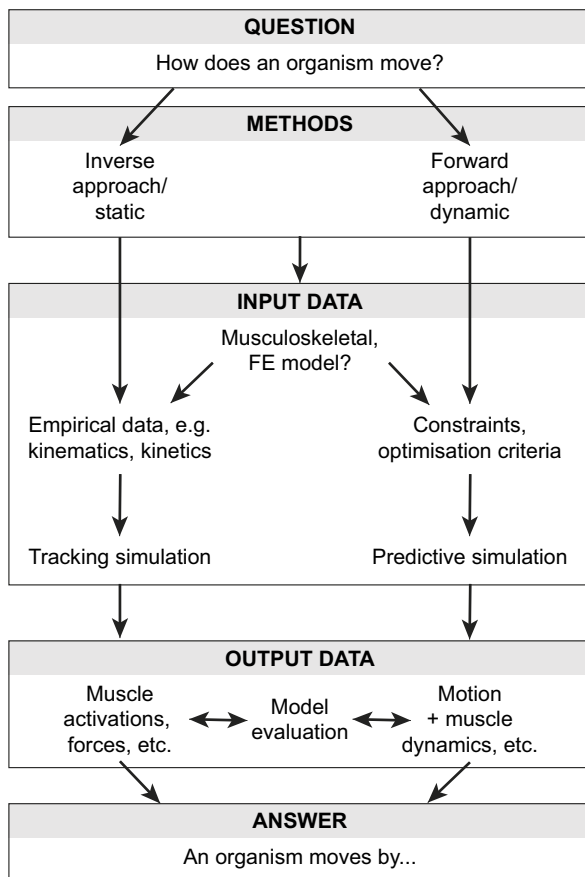 QUESTION
How does an organism move?
METHODS
Inverse
approach/
static
Forward
approach/
dynamic
INPUT DATA
Musculoskeletal,
FE model?
Empirical data, e.g.
kinematics, kinetics
Constraints,
optimisation criteria
Tracking simulation
Predictive simulation
OUTPUT DATA
Muscle
activations,
forces, etc.
Model
evaluation
Motion
+ muscle
dynamics, etc.
ANSWER
An organism moves by...